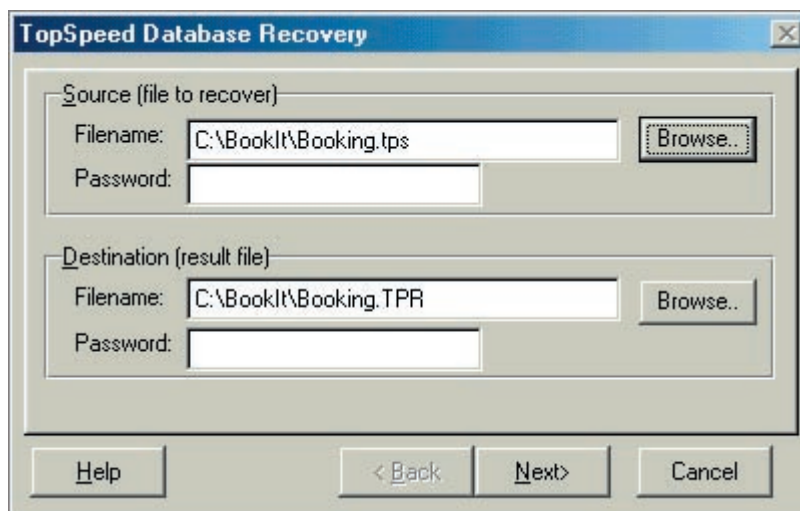 TopSpeed Database Recovery
Source (file to recover)
Filename: C:\BookIt\Booking.tps Browse..
Password:
Destination (result file)
Filename: C:\BookIt\Booking.TPR Browse..
Password:
Help < Back Next> Cancel